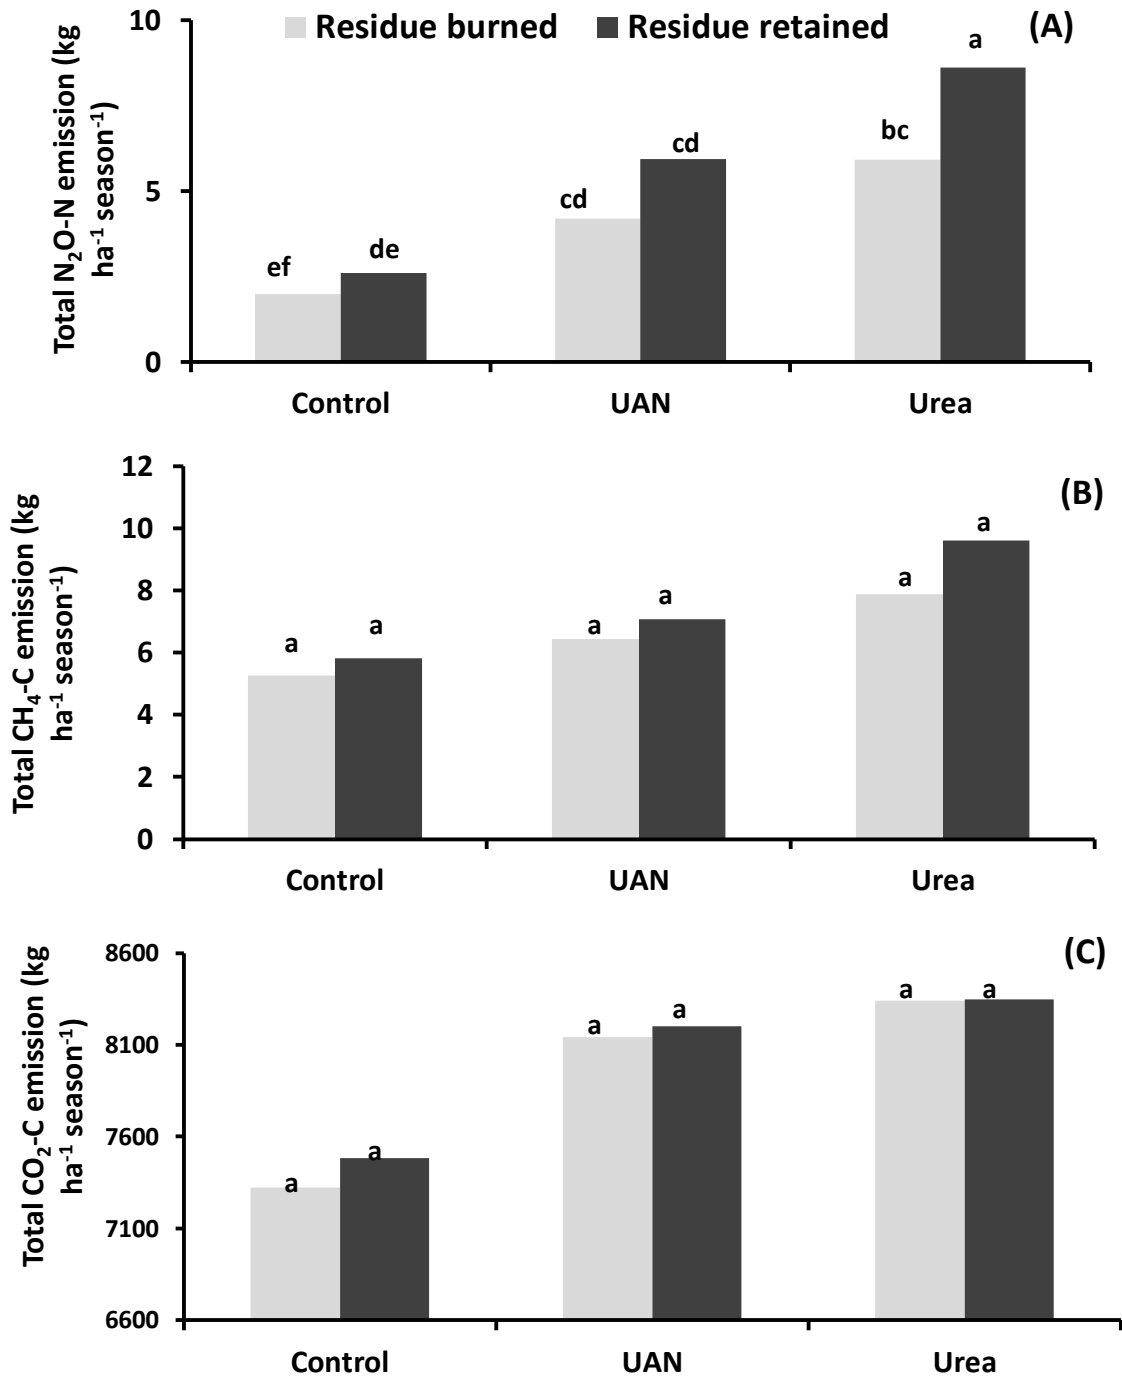 Residue burned Residue retained (A)
Total N₂O-N emission (kg
ha⁻¹ season⁻¹)
10
5
0
ef de cd cd bc a
Control UAN Urea
(B)
Total CH₄-C emission (kg
ha⁻¹ season⁻¹)
12
10
8
6
4
2
0
a a a a a a
Control UAN Urea
(C)
Total CO₂-C emission (kg
ha⁻¹ season⁻¹)
8600
8100
7600
7100
6600
a a a a a a
Control UAN Urea